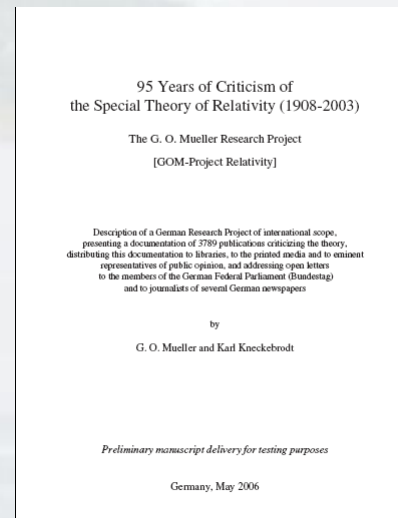 95 Years of Criticism of
the Special Theory of Relativity (1908-2003)
The G. O. Mueller Research Project
[GOM-Project Relativity]
Description of a German Research Project of international scope,
presenting a documentation of 3789 publications criticizing the theory,
distributing this documentation to libraries, to the printed media and to eminent
representatives of public opinion, and addressing open letters
to the members of the German Federal Parliament (Bundestag)
and to journalists of several German newspapers
by
G. O. Mueller and Karl Kneckebrodt
Preliminary manuscript delivery for testing purposes
Germany, May 2006